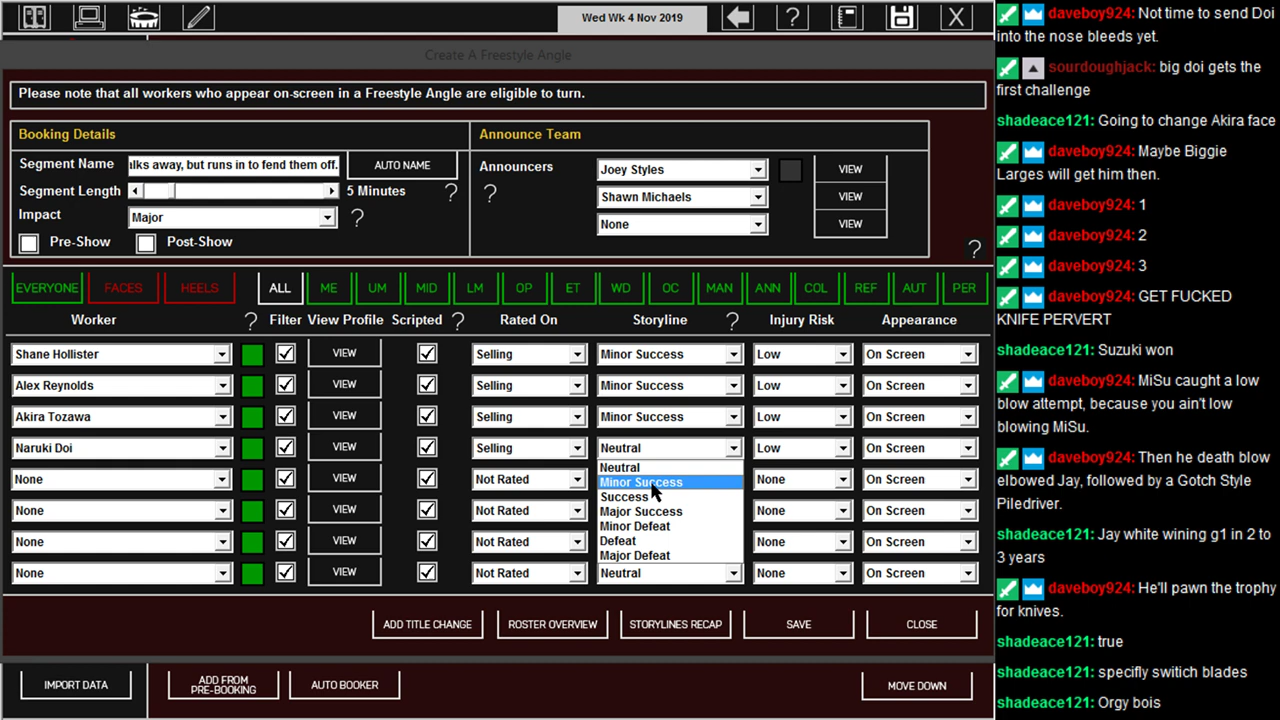 Wed Wk 4 Nov 2019
?
X
Create A Freestyle Angle
Please note that all workers who appear on-screen in a Freestyle Angle are eligible to turn.
Booking Details
Segment Name
alks away, but runs in to fend them off.
AUTO NAME
Segment Length
5 Minutes
?
Impact
Major
?
Pre-Show
Post-Show
Announce Team
Announcers
?
Joey Styles
VIEW
Shawn Michaels
VIEW
None
VIEW
?
EVERYONE FACES HEELS ALL ME UM MID LM OP ET WD OC MAN ANN COL REF AUT PER
Worker ? Filter View Profile Scripted ? Rated On Storyline ? Injury Risk Appearance
Shane Hollister VIEW Selling Minor Success Low On Screen
Alex Reynolds VIEW Selling Minor Success Low On Screen
Akira Tozawa VIEW Selling Minor Success Low On Screen
Naruki Doi VIEW Selling Neutral Low On Screen
None VIEW Not Rated None On Screen
None VIEW Not Rated None On Screen
None VIEW Not Rated None On Screen
None VIEW Not Rated Neutral None On Screen
Neutral
Minor Success
Success
Major Success
Minor Defeat
Defeat
Major Defeat
ADD TITLE CHANGE
ROSTER OVERVIEW
STORYLINES RECAP
SAVE
CLOSE
IMPORT DATA
ADD FROM
PRE-BOOKING
AUTO BOOKER
MOVE DOWN
daveboy924: Not time to send Doi
into the nose bleeds yet.
sourdoughjack: big doi gets the
first challenge
shadeace121: Going to change Akira face
daveboy924: Maybe Biggie
Larges will get him then.
daveboy924: 1
daveboy924: 2
daveboy924: 3
daveboy924: GET FUCKED
KNIFE PERVERT
shadeace121: Suzuki won
daveboy924: MiSu caught a low
blow attempt, because you ain't low
blowing MiSu.
daveboy924: Then he death blow
elbowed Jay, followed by a Gotch Style
Piledriver.
shadeace121: Jay white wining g1 in 2 to
3 years
daveboy924: He'll pawn the trophy
for knives.
shadeace121: true
shadeace121: specifly switich blades
shadeace121: Orgy bois